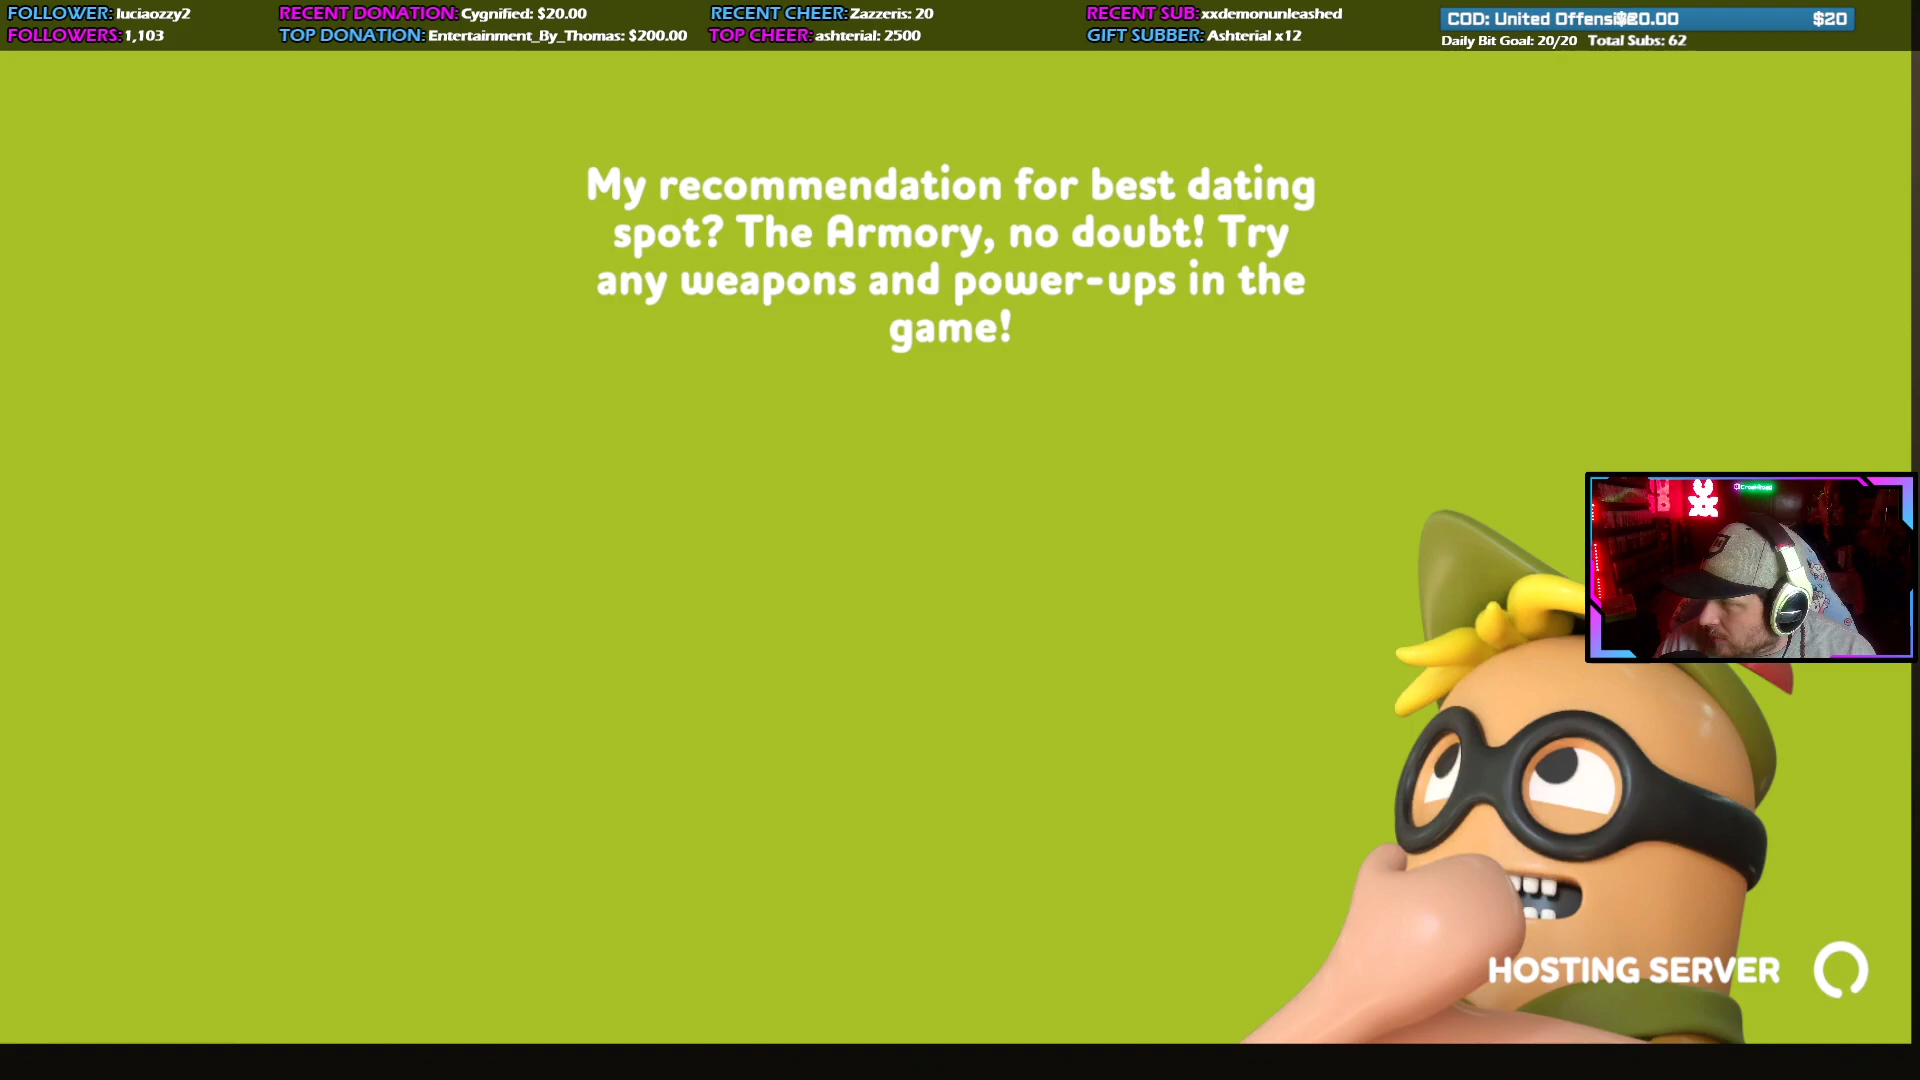 FOLLOWER: luciaozzy2
FOLLOWERS: 1,103
RECENT DONATION: Cygnified: $20.00
TOP DONATION: Entertainment_By_Thomas: $200.00
RECENT CHEER: Zazzeris: 20
TOP CHEER: ashterial: 2500
RECENT SUB: xxdemonunleashed
GIFT SUBBER: Ashterial x12
COD: United Offensi $20
Daily Bit Goal: 20/20 Total Subs: 62
My recommendation for best dating
spot? The Armory, no doubt! Try
any weapons and power-ups in the
game!
HOSTING SERVER